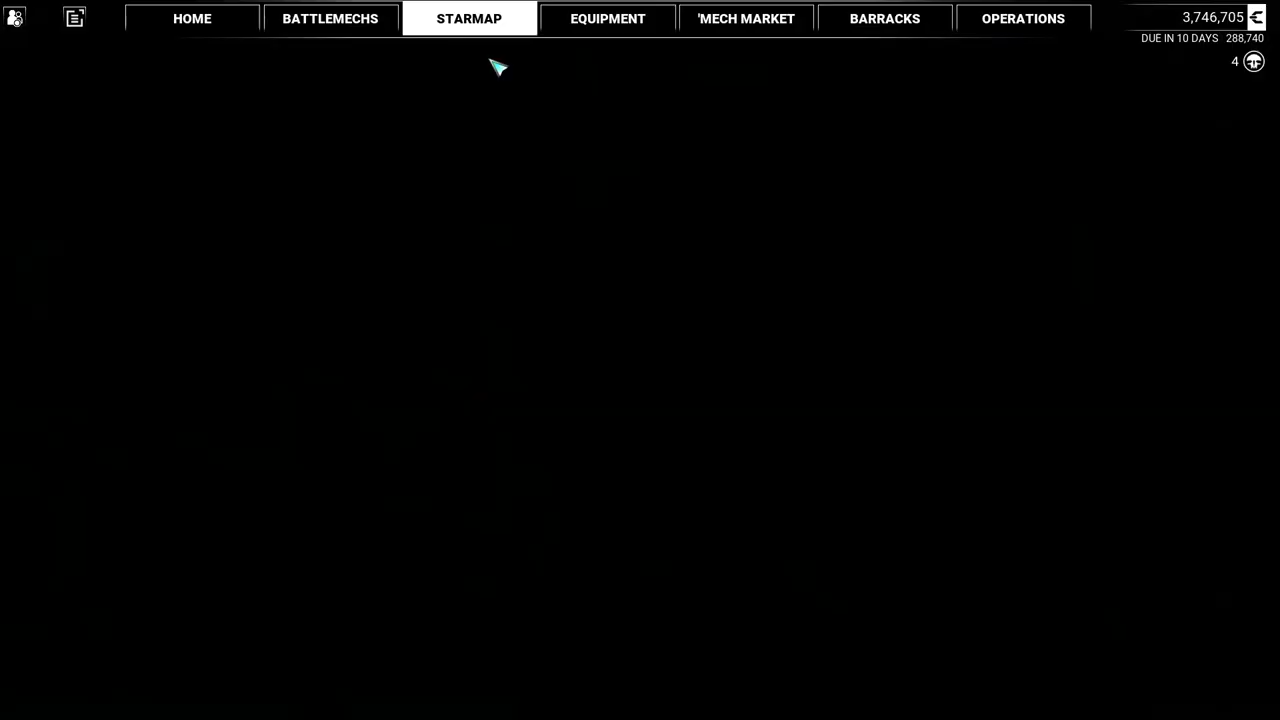 HOME BATTLEMECHS STARMAP EQUIPMENT 'MECH MARKET BARRACKS OPERATIONS 3,746,705
DUE IN 10 DAYS 288,740
4